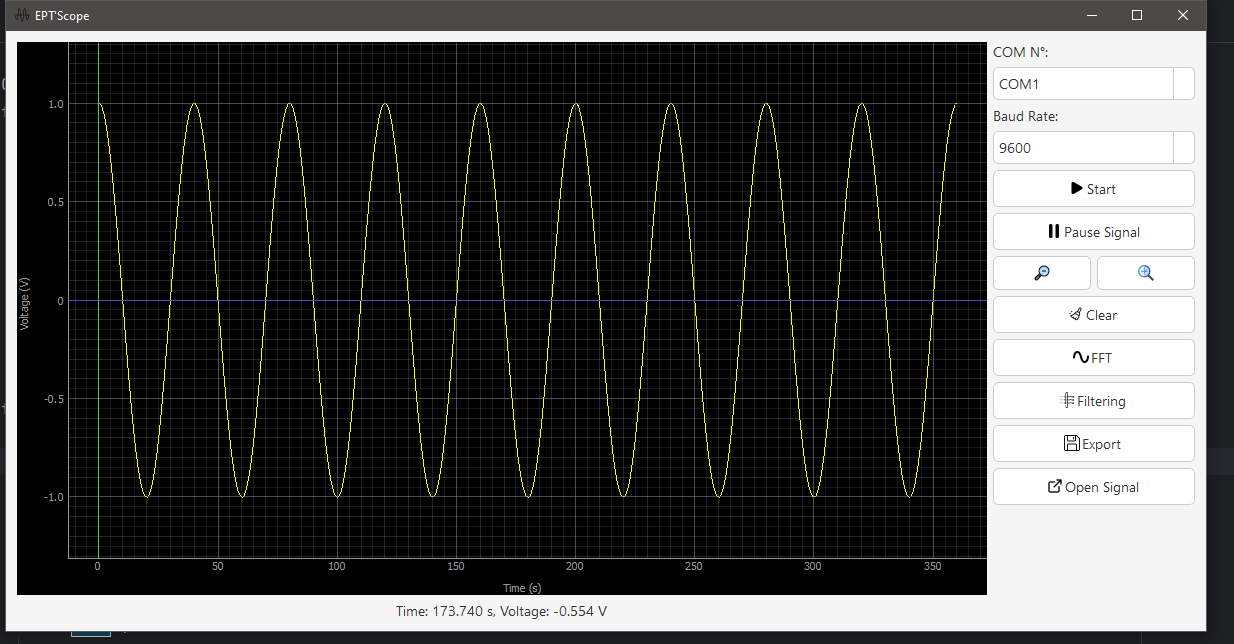 EPT'Scope
COM N°:
COM1
Baud Rate:
9600
Start
Pause Signal
Clear
FFT
Filtering
Export
Open Signal
Voltage (V)
1.0
0.5
0
-0.5
-1.0
0 50 100 150 200 250 300 350
Time (s)
Time: 173.740 s, Voltage: -0.554 V